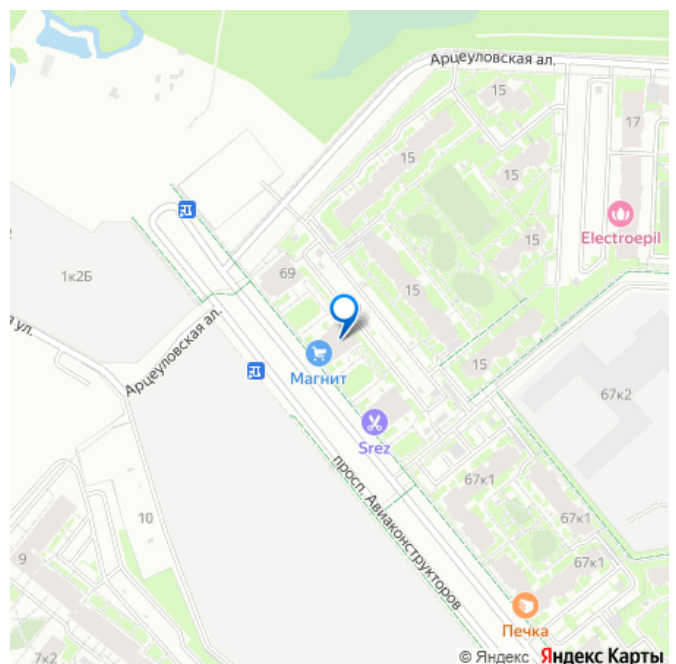 Арцеуловская ал.
15
17
15
15
Electroepil
15
69
1к2Б
15
я ул.
Арцеуловская ал.
Магнит
15
67к2
Srez
67к1
просп. Авиаконструкторов
10
67к1
9
67к1
Печка
7к2
© Яндекс Яндекс Карты